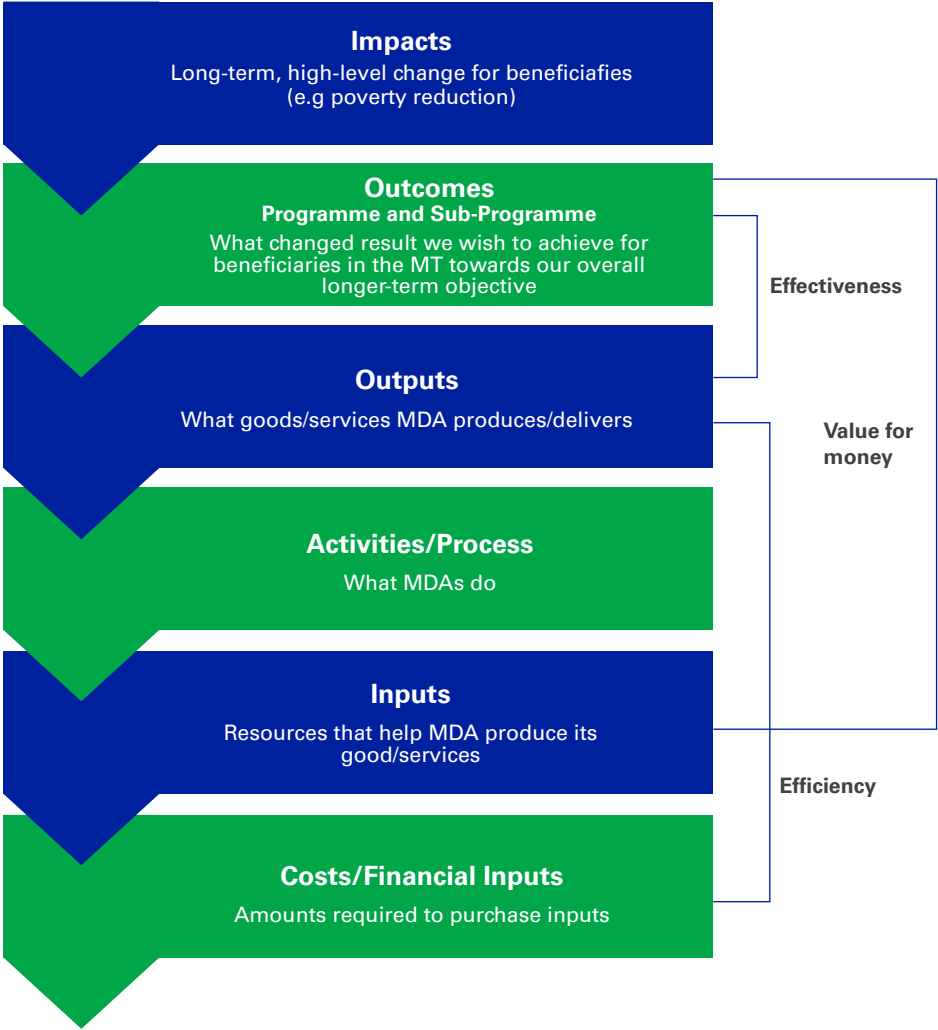 Impacts
Long-term, high-level change for beneficiafies
(e.g poverty reduction)
Outcomes
Programme and Sub-Programme
What changed result we wish to achieve for
beneficiaries in the MT towards our overall
longer-term objective
Effectiveness
Outputs
What goods/services MDA produces/delivers
Value for
money
Activities/Process
What MDAs do
Inputs
Resources that help MDA produce its
good/services
Efficiency
Costs/Financial Inputs
Amounts required to purchase inputs